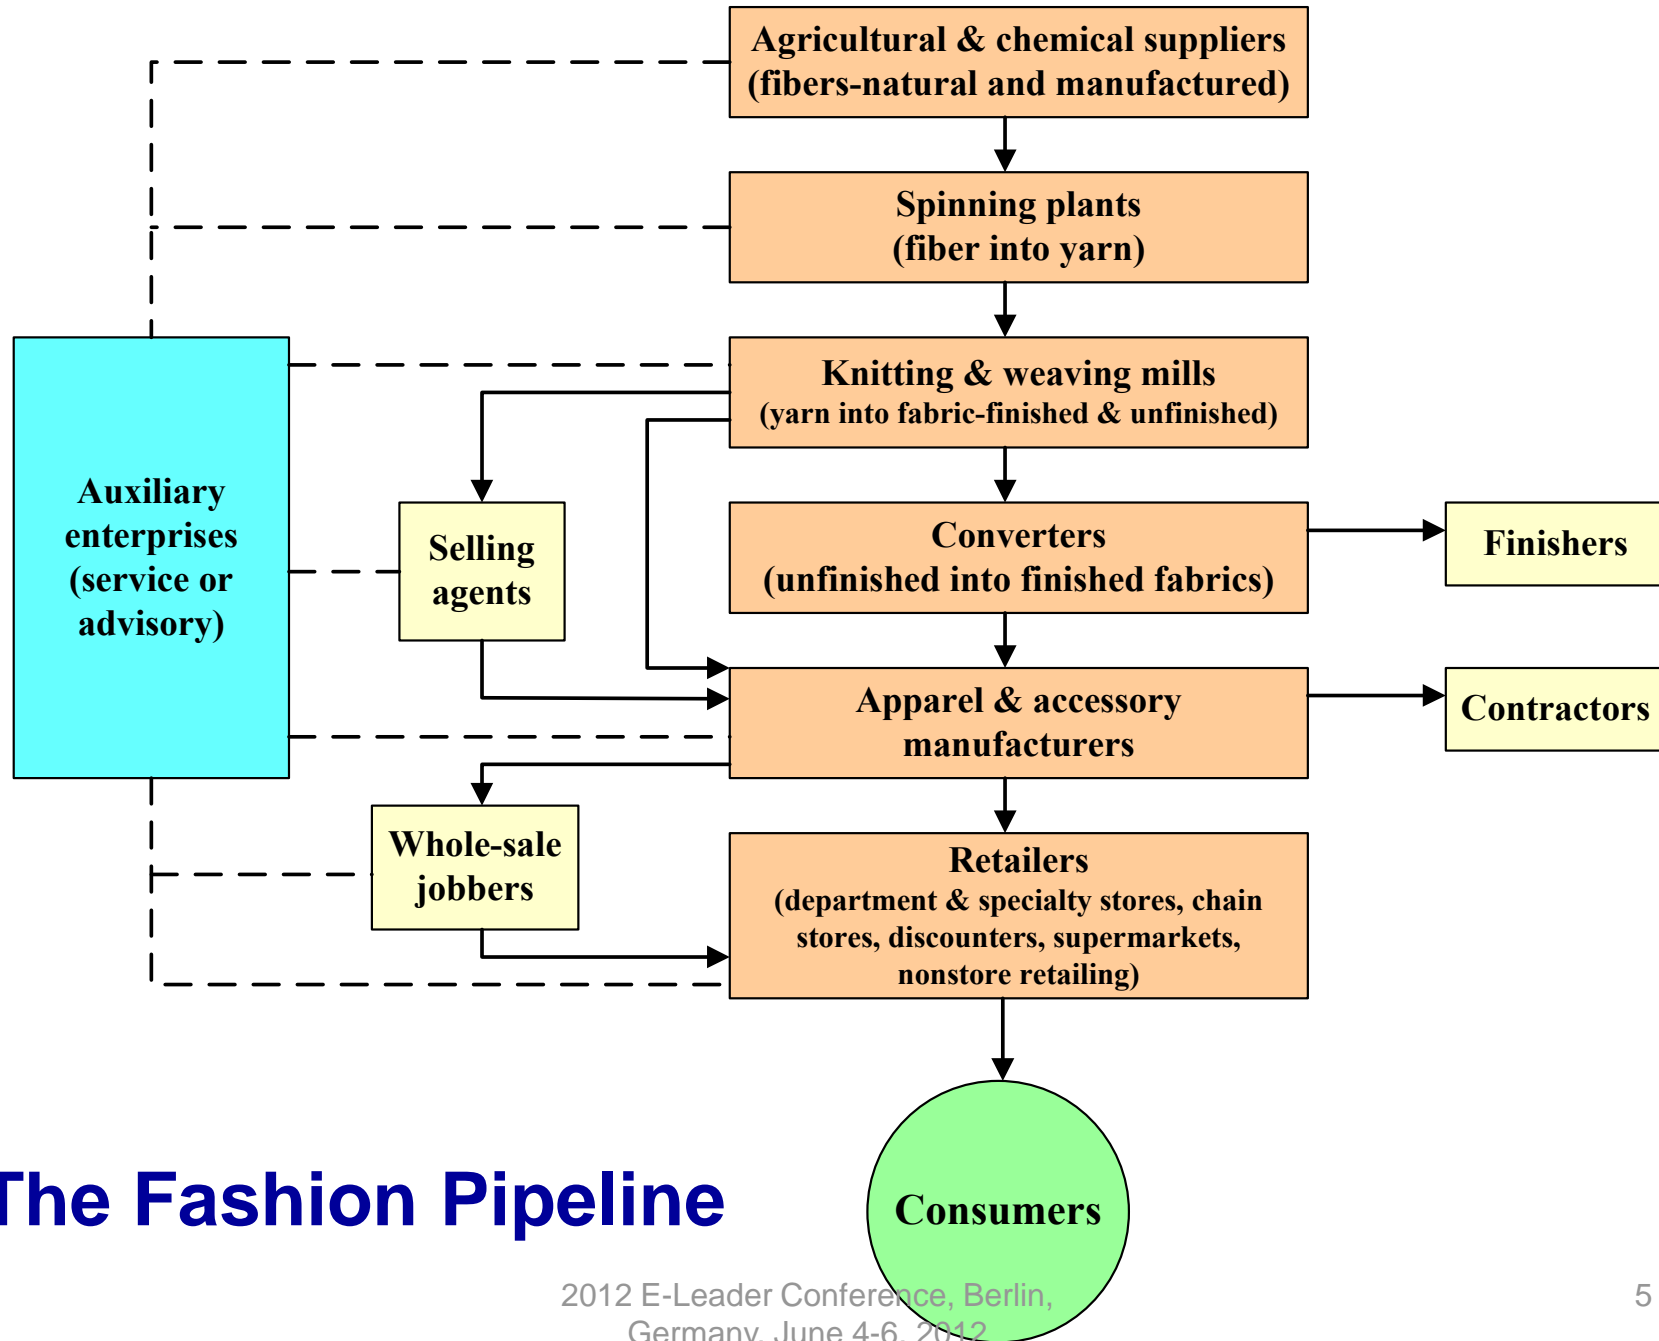 Agricultural & chemical suppliers
(fibers-natural and manufactured)
Spinning plants
(fiber into yarn)
Knitting & weaving mills
(yarn into fabric-finished & unfinished)
Auxiliary
enterprises
(service or
advisory)
Selling
agents
Converters
(unfinished into finished fabrics)
Finishers
Apparel & accessory
manufacturers
Contractors
Whole-sale
jobbers
Retailers
(department & specialty stores, chain
stores, discounters, supermarkets,
nonstore retailing)
The Fashion Pipeline
Consumers
2012 E-Leader Conference, Berlin,
Germany, June 4-6, 2012
5